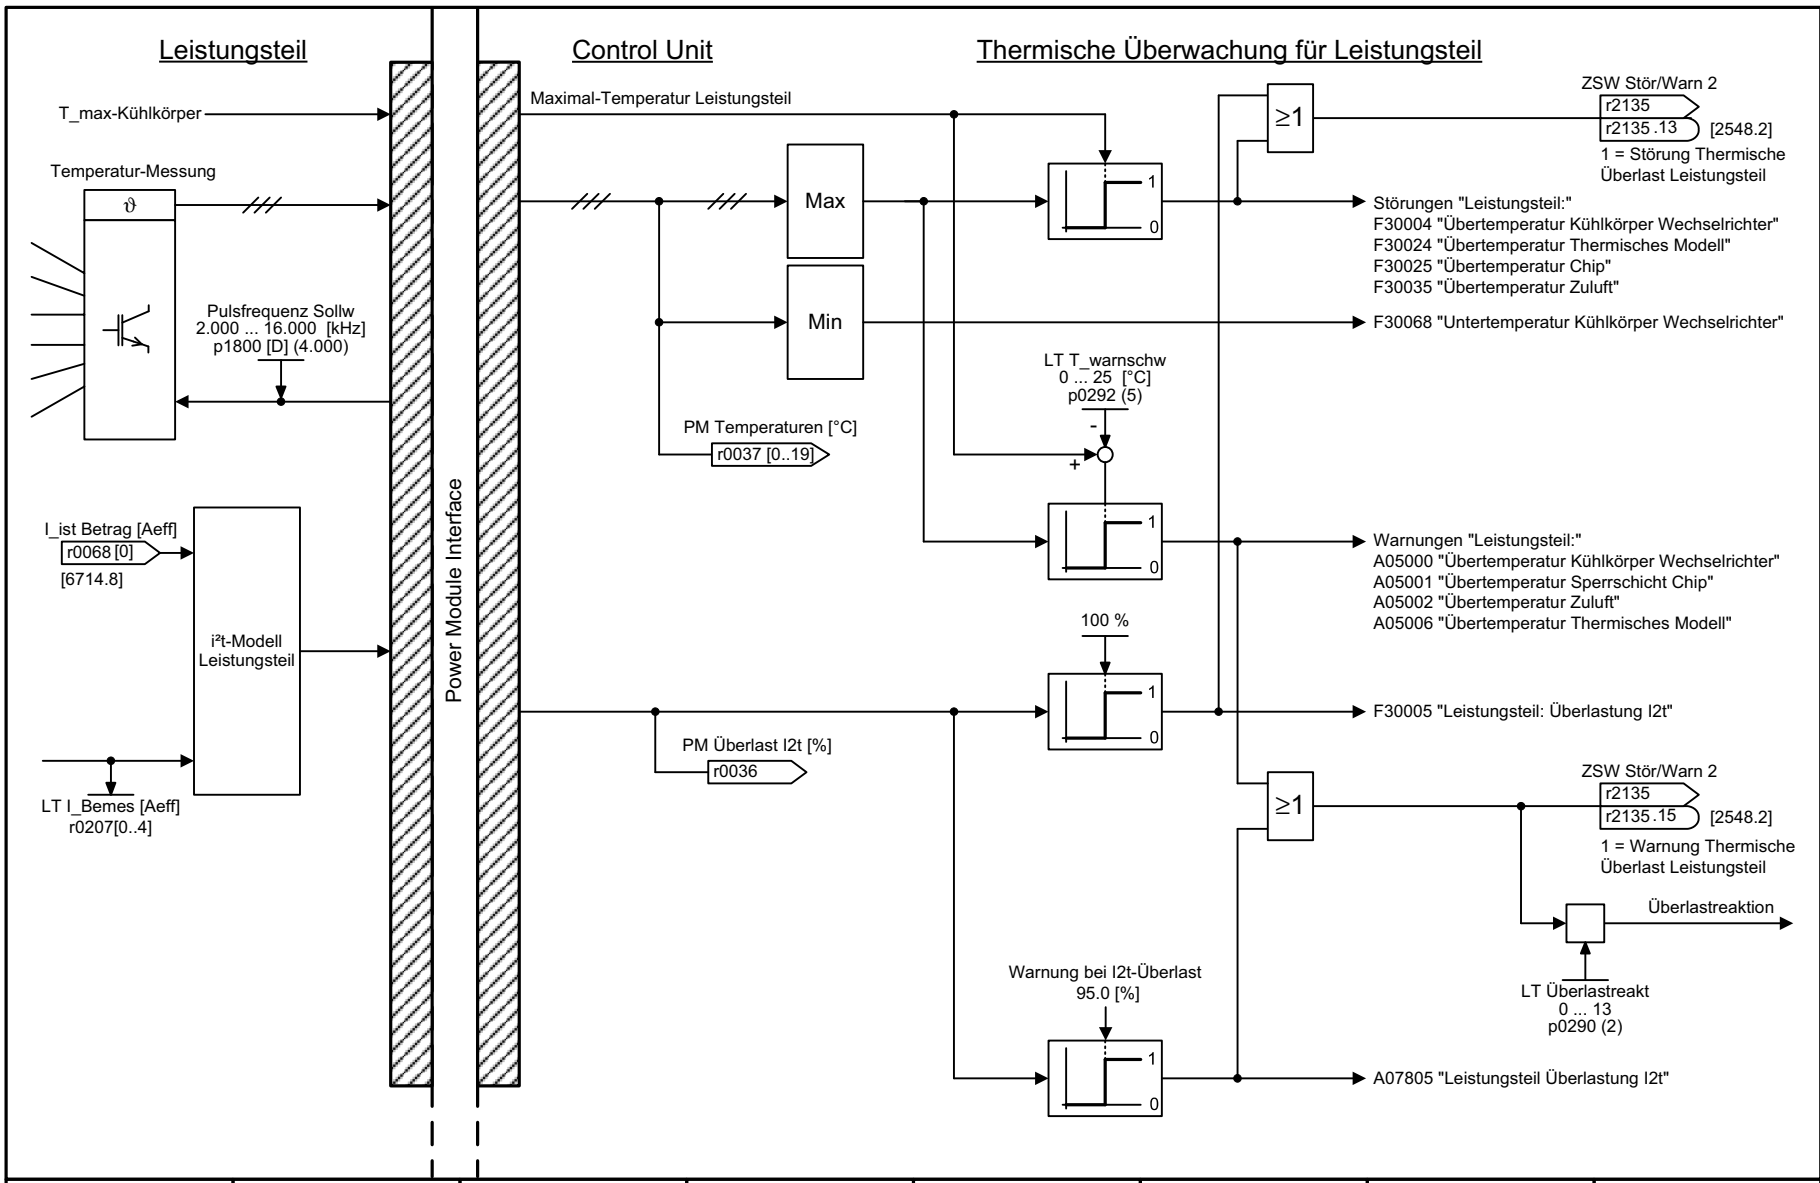 Leistungsteil
Control Unit
Thermische Überwachung für Leistungsteil
T_max-Kühlkörper
Temperatur-Messung
ϑ
Pulsfrequenz Sollw
2.000 ... 16.000 [kHz]
p1800 [D] (4.000)
I_ist Betrag [Aeff]
r0068 [0]
[6714.8]
i²t-Modell
Leistungsteil
LT I_Bemes [Aeff]
r0207[0..4]
Power Module Interface
Maximal-Temperatur Leistungsteil
Max
Min
PM Temperaturen [°C]
r0037 [0..19]
PM Überlast I2t [%]
r0036
1
0
LT T_warnschw
0 ... 25 [°C]
p0292 (5)
-
+
1
0
100 %
1
0
Warnung bei I2t-Überlast
95.0 [%]
1
0
≥1
ZSW Stör/Warn 2
r2135
r2135 .13 [2548.2]
1 = Störung Thermische
Überlast Leistungsteil
Störungen "Leistungsteil:"
F30004 "Übertemperatur Kühlkörper Wechselrichter"
F30024 "Übertemperatur Thermisches Modell"
F30025 "Übertemperatur Chip"
F30035 "Übertemperatur Zuluft"
F30068 "Untertemperatur Kühlkörper Wechselrichter"
Warnungen "Leistungsteil:"
A05000 "Übertemperatur Kühlkörper Wechselrichter"
A05001 "Übertemperatur Sperrschicht Chip"
A05002 "Übertemperatur Zuluft"
A05006 "Übertemperatur Thermisches Modell"
F30005 "Leistungsteil: Überlastung I2t"
≥1
ZSW Stör/Warn 2
r2135
r2135 .15 [2548.2]
1 = Warnung Thermische
Überlast Leistungsteil
Überlastreaktion
LT Überlastreakt
0 ... 13
p0290 (2)
A07805 "Leistungsteil Überlastung I2t"